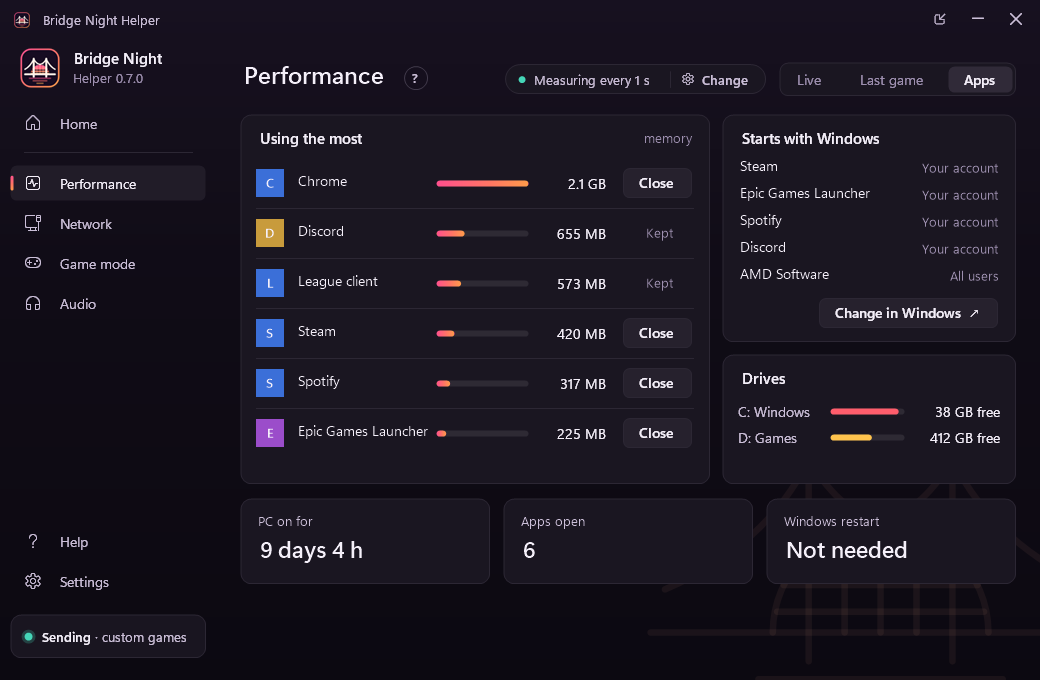 Bridge Night Helper
Bridge Night
Helper 0.7.0
Home
Performance
Network
Game mode
Audio
? Help
Settings
Sending · custom games
Performance ?
Measuring every 1 s Change
Live Last game Apps
Using the most memory
C Chrome 2.1 GB Close
D Discord 655 MB Kept
L League client 573 MB Kept
S Steam 420 MB Close
S Spotify 317 MB Close
E Epic Games Launcher 225 MB Close
Starts with Windows
Steam Your account
Epic Games Launcher Your account
Spotify Your account
Discord Your account
AMD Software All users
Change in Windows ↗
Drives
C: Windows 38 GB free
D: Games 412 GB free
PC on for
9 days 4 h
Apps open
6
Windows restart
Not needed